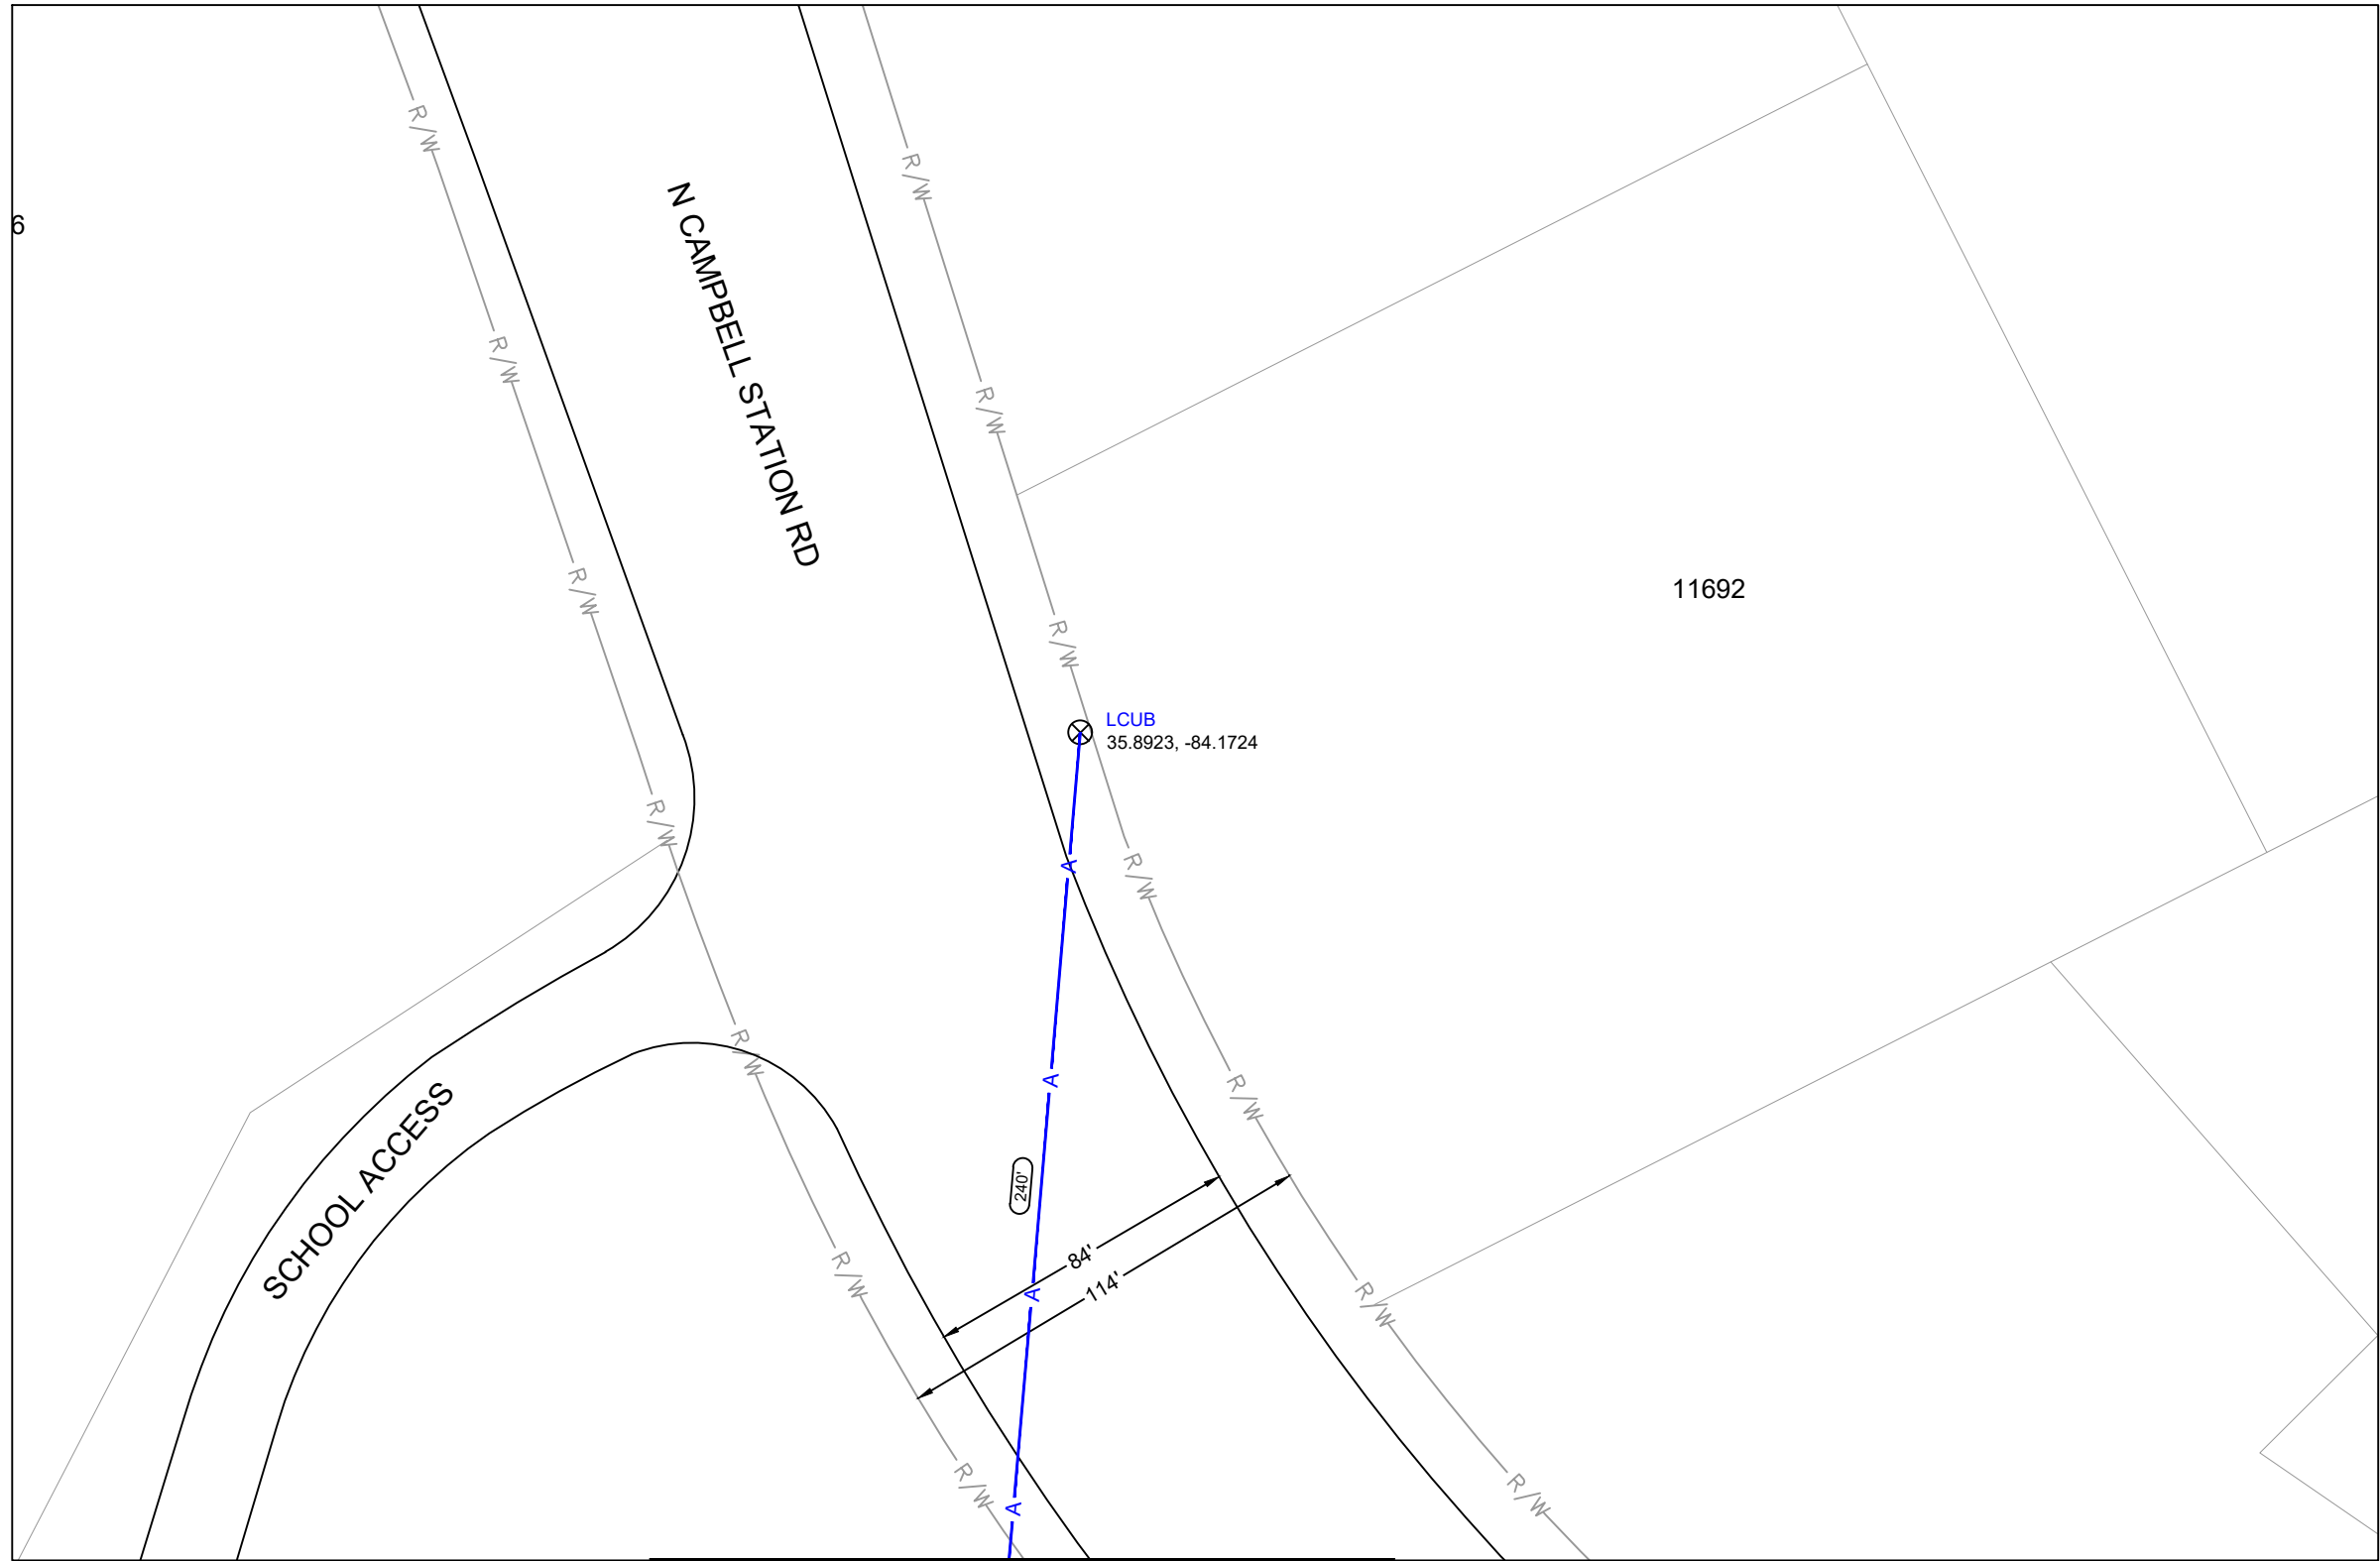 R/W
R/W
6
N CAMPBELL STATION RD
R/W
R/W
R/W
11692
R/W
LCUB
35.8923, -84.1724
R/W
A
R/W
R/W
A
R/W
SCHOOL ACCESS
240'
84'
R/W
114'
A
R/W
R/W
R/W
A